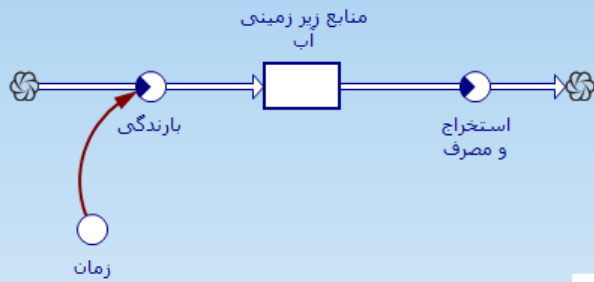 منابع زیر زمینی
آب
بارندگی
استخراج
و مصرف
زمان